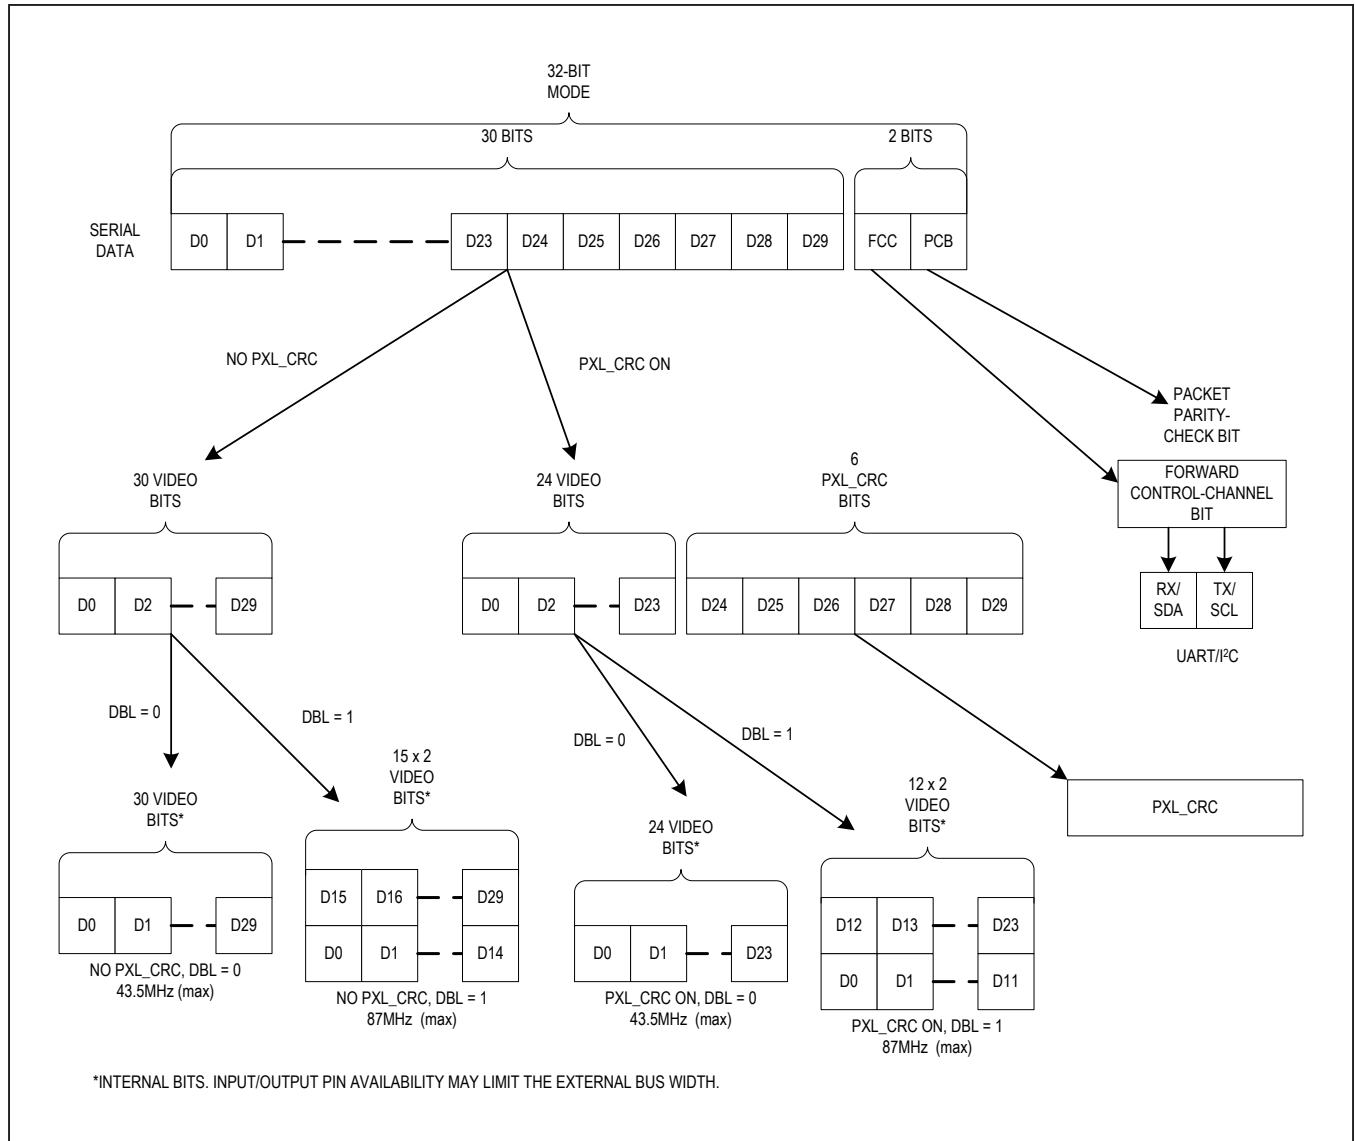 32-BIT
MODE
30 BITS
2 BITS
SERIAL
DATA
D0 D1 D23 D24 D25 D26 D27 D28 D29 FCC PCB
NO PXL_CRC
PXL_CRC ON
PACKET
PARITY-
CHECK BIT
30 VIDEO
BITS
24 VIDEO
BITS
6
PXL_CRC
BITS
FORWARD
CONTROL-CHANNEL
BIT
D0 D2 D29
D0 D2 D23
D24 D25 D26 D27 D28 D29
RX/
SDA
TX/
SCL
UART/I²C
DBL = 0
DBL = 1
DBL = 0
DBL = 1
30 VIDEO
BITS*
15 x 2
VIDEO
BITS*
24 VIDEO
BITS*
12 x 2
VIDEO
BITS*
PXL_CRC
D0 D1 D29
NO PXL_CRC, DBL = 0
43.5MHz (max)
D15 D16 D29
D0 D1 D14
NO PXL_CRC, DBL = 1
87MHz (max)
D0 D1 D23
PXL_CRC ON, DBL = 0
43.5MHz (max)
D12 D13 D23
D0 D1 D11
PXL_CRC ON, DBL = 1
87MHz (max)
*INTERNAL BITS. INPUT/OUTPUT PIN AVAILABILITY MAY LIMIT THE EXTERNAL BUS WIDTH.